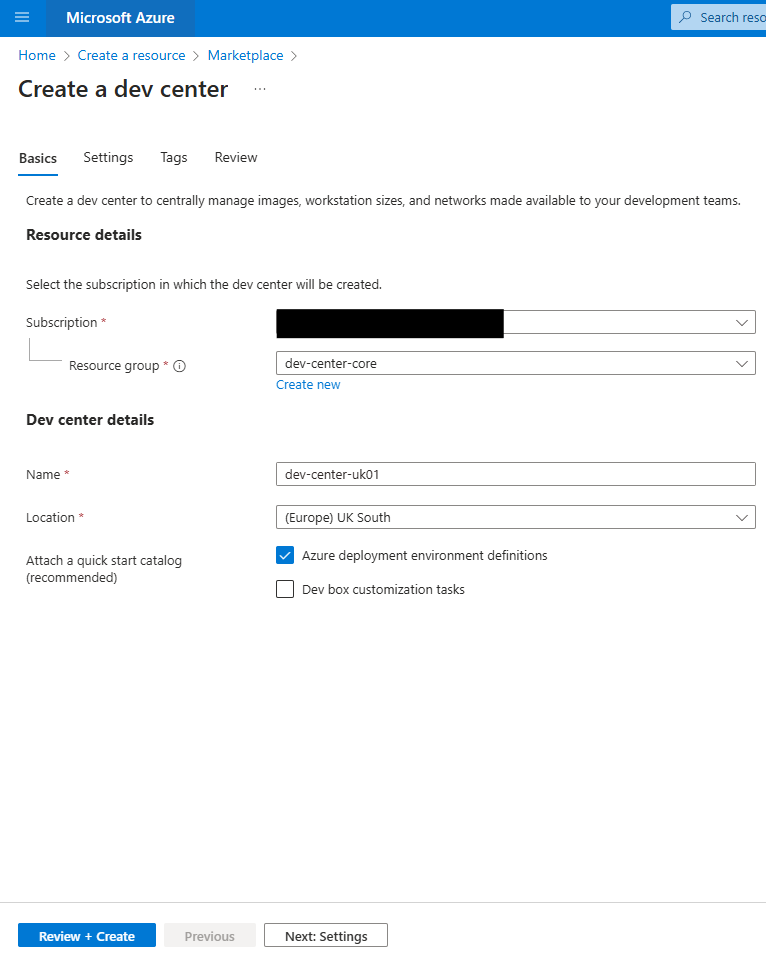 Microsoft Azure
Search reso
Home > Create a resource > Marketplace >
Create a dev center ...
Basics Settings Tags Review
Create a dev center to centrally manage images, workstation sizes, and networks made available to your development teams.
Resource details
Select the subscription in which the dev center will be created.
Subscription *
Resource group * dev-center-core
Create new
Dev center details
Name * dev-center-uk01
Location * (Europe) UK South
Attach a quick start catalog
(recommended)
Azure deployment environment definitions
Dev box customization tasks
Review + Create Previous Next: Settings